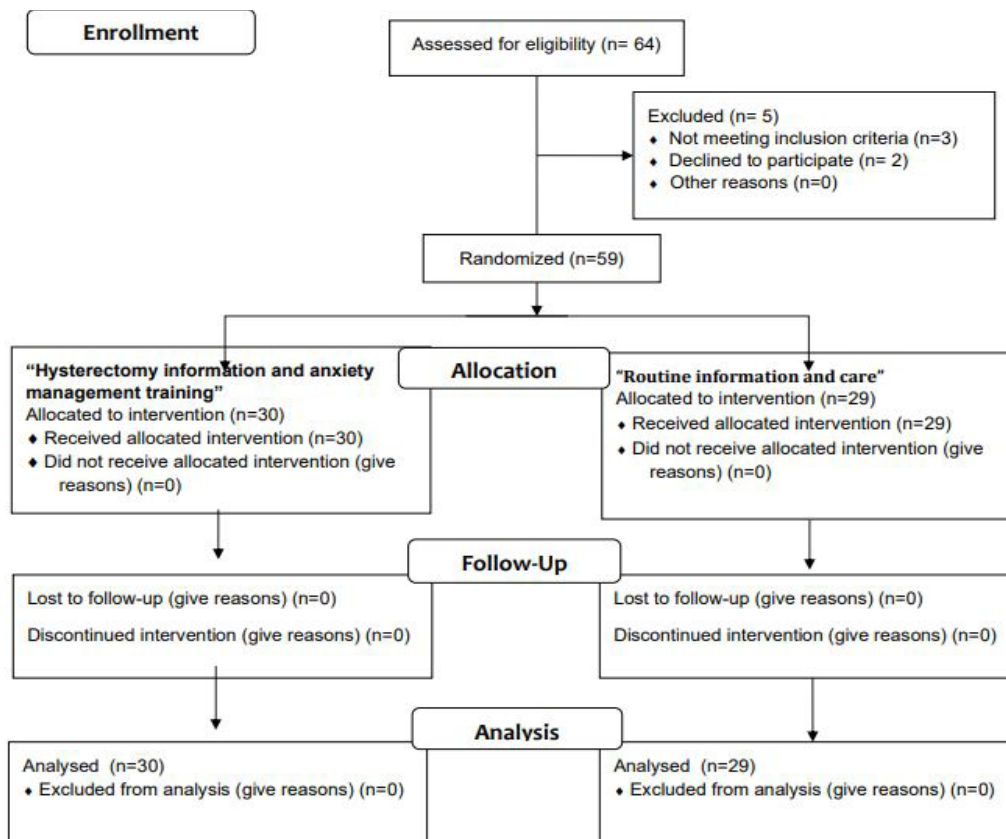 Enrollment
Assessed for eligibility (n= 64)
Excluded (n= 5)
♦ Not meeting inclusion criteria (n=3)
♦ Declined to participate (n= 2)
♦ Other reasons (n=0)
Randomized (n=59)
Allocation
“Hysterectomy information and anxiety
management training”
Allocated to intervention (n=30)
♦ Received allocated intervention (n=30)
♦ Did not receive allocated intervention (give
reasons) (n=0)
“Routine information and care”
Allocated to intervention (n=29)
♦ Received allocated intervention (n=29)
♦ Did not receive allocated intervention (give
reasons) (n=0)
Follow-Up
Lost to follow-up (give reasons) (n=0)
Discontinued intervention (give reasons) (n=0)
Lost to follow-up (give reasons) (n=0)
Discontinued intervention (give reasons) (n=0)
Analysis
Analysed (n=30)
♦ Excluded from analysis (give reasons) (n=0)
Analysed (n=29)
♦ Excluded from analysis (give reasons) (n=0)